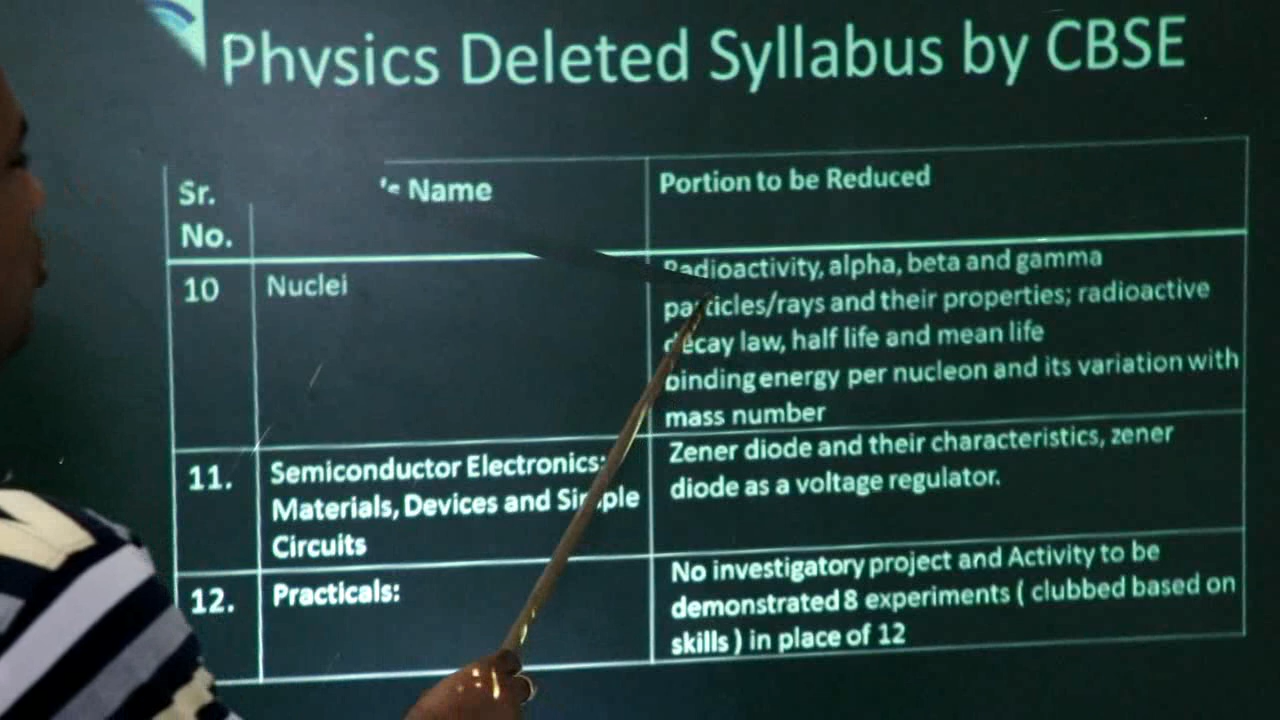 Physics Deleted Syllabus by CBSE
Sr.
No.
Name
Portion to be Reduced
10
Nuclei
Radioactivity, alpha, beta and gamma
particles/rays and their properties; radioactive
decay law, half life and mean life
binding energy per nucleon and its variation with
mass number
11.
Semiconductor Electronics:
Materials, Devices and Simple
Circuits
Zener diode and their characteristics, zener
diode as a voltage regulator.
12.
Practicals:
No investigatory project and Activity to be
demonstrated 8 experiments ( clubbed based on
skills ) in place of 12